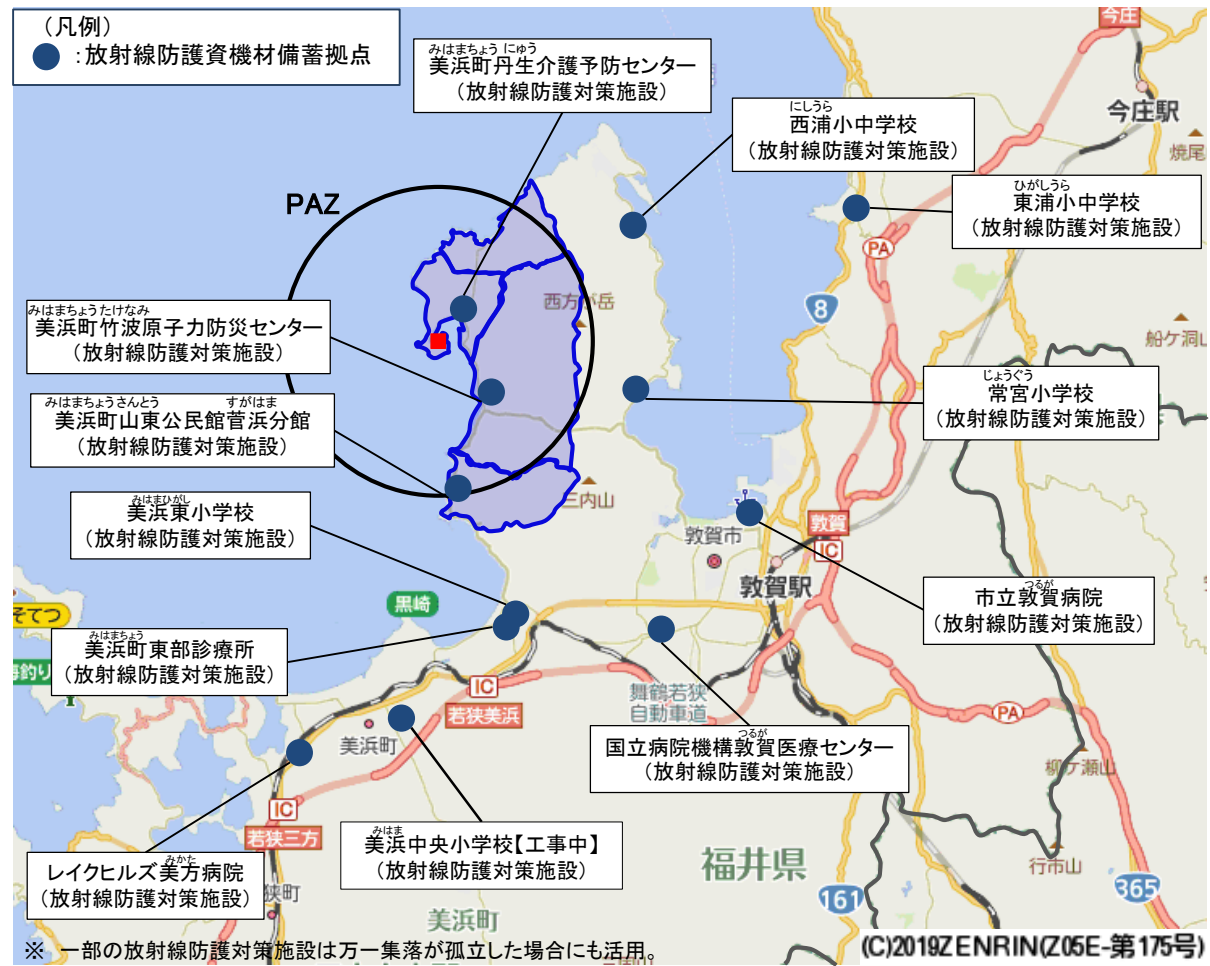 （凡例）
：放射線防護資機材備蓄拠点
みはまちょう にゅう
美浜町丹生介護予防センター
（放射線防護対策施設）
にしうら
西浦小中学校
（放射線防護対策施設）
今庄
今庄駅
焼尾
ひがしうら
東浦小中学校
（放射線防護対策施設）
PAZ
PA
8
西方が岳
船ケ洞山
みはまちょうたけなみ
美浜町竹波原子力防災センター
（放射線防護対策施設）
じょうぐう
常宮小学校
（放射線防護対策施設）
みはまちょうさんとう すがはま
美浜町山東公民館菅浜分館
（放射線防護対策施設）
三内山
みはまひがし
美浜東小学校
（放射線防護対策施設）
敦賀市
敦賀
IC
敦賀駅
つるが
市立敦賀病院
（放射線防護対策施設）
そてつ
黒崎
みはまちょう
美浜町東部診療所
（放射線防護対策施設）
海釣り
IC
若狭美浜
舞鶴若狭
自動車道
PA
美浜町
つるが
国立病院機構敦賀医療センター
（放射線防護対策施設）
柳ケ瀬山
IC
若狭三方
みはま
美浜中央小学校【工事中】
（放射線防護対策施設）
みかた
レイクヒルズ美方病院
（放射線防護対策施設）
狭町
福井県
行市山
161
365
美浜町
※ 一部の放射線防護対策施設は万一集落が孤立した場合にも活用。
(C)2019ZENRIN(Z05E-第175号)